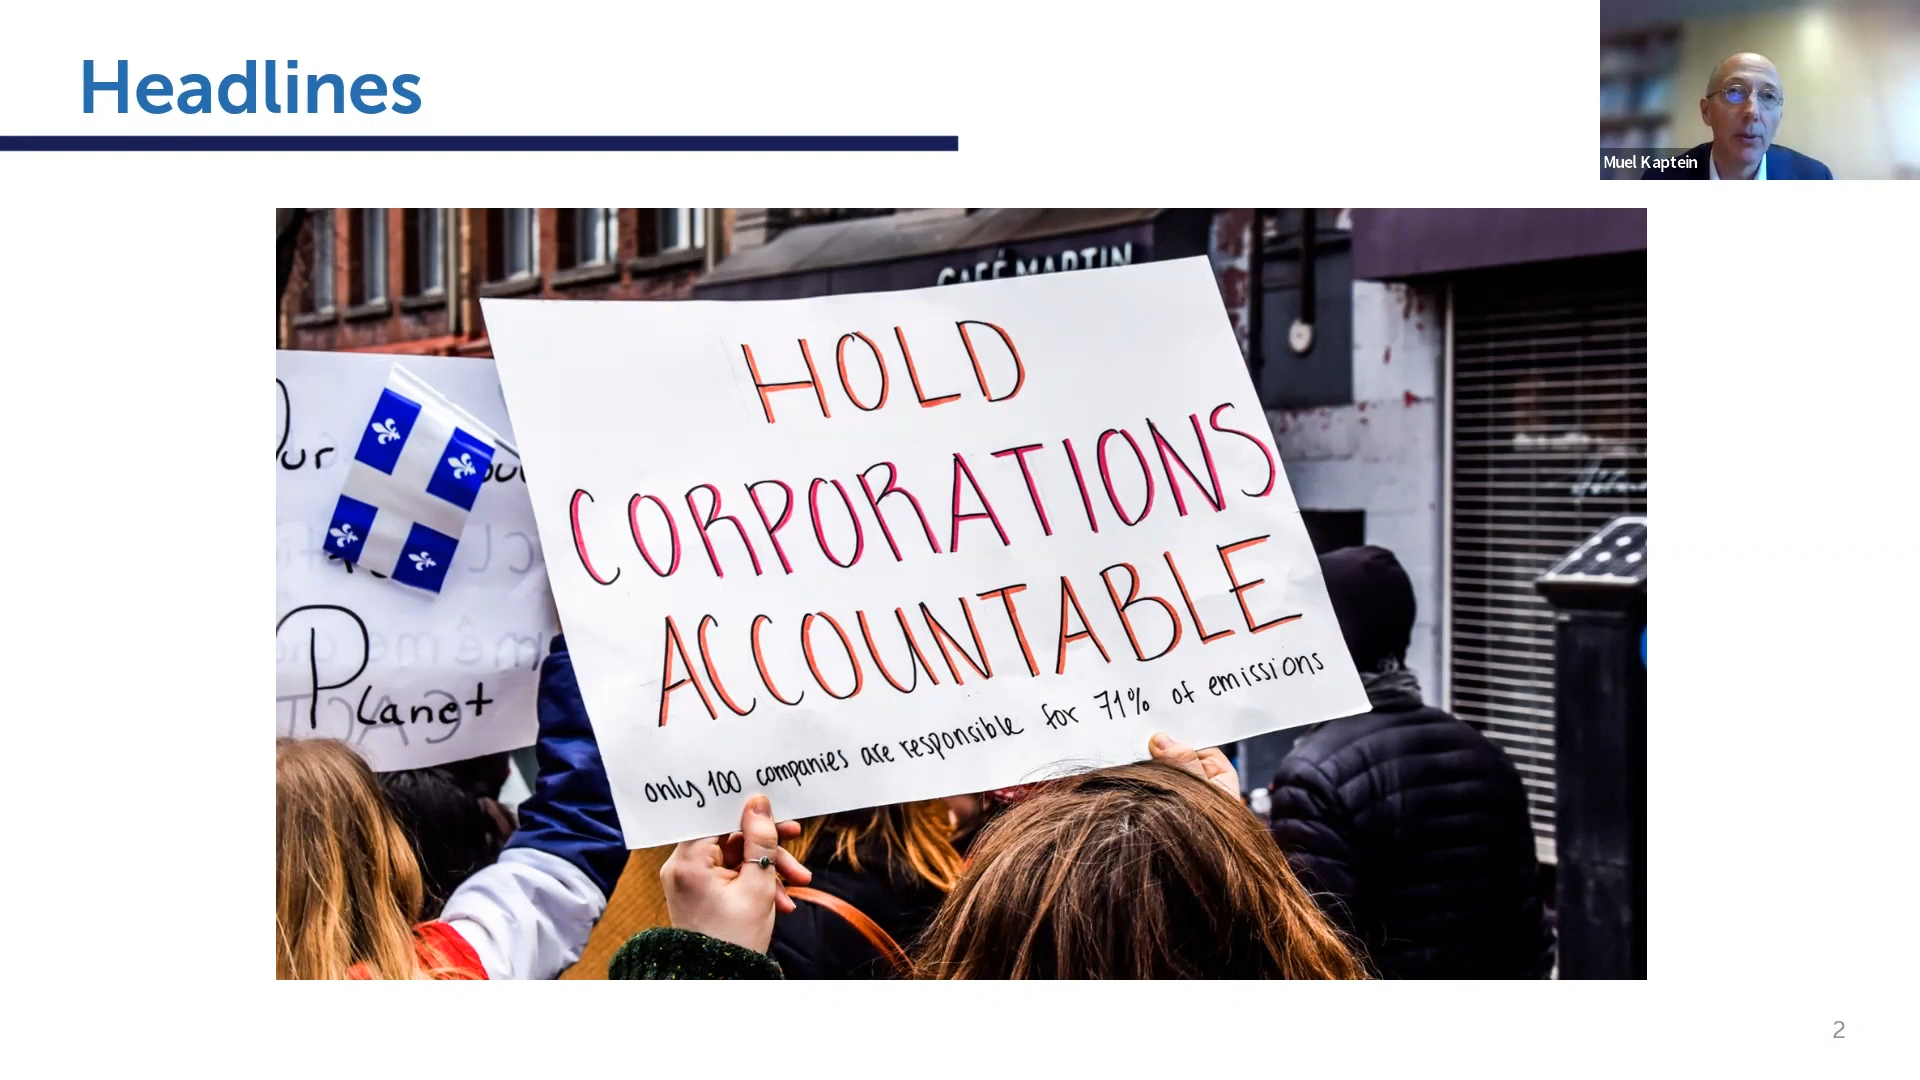 Headlines
Muel Kaptein
CAFÉ MARTIN
HOLD
CORPORATIONS
ACCOUNTABLE
only 100 companies are responsible for 71% of emissions
ur
Planet
2